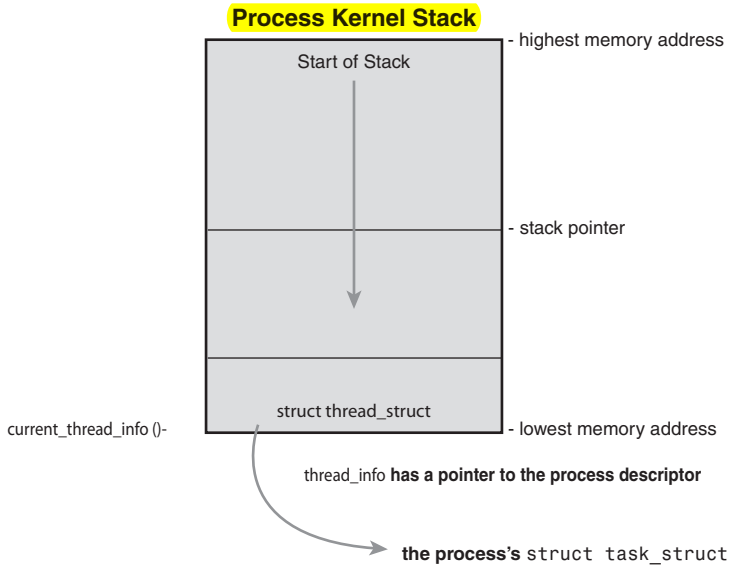 Process Kernel Stack
- highest memory address
Start of Stack
- stack pointer
struct thread_struct
current_thread_info ()-
- lowest memory address
thread_info has a pointer to the process descriptor
the process's struct task_struct